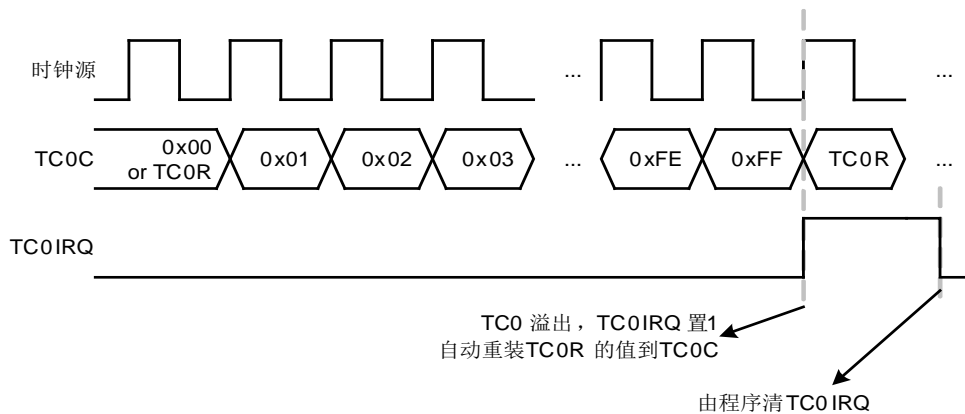 时钟源
...
...
TC0C
0x00
or TC0R
0x01
0x02
0x03
...
0xFE
0xFF
TC0R
...
TC0IRQ
TC0 溢出，TC0IRQ 置1
自动重装TC0R 的值到TC0C
由程序清TC0IRQ